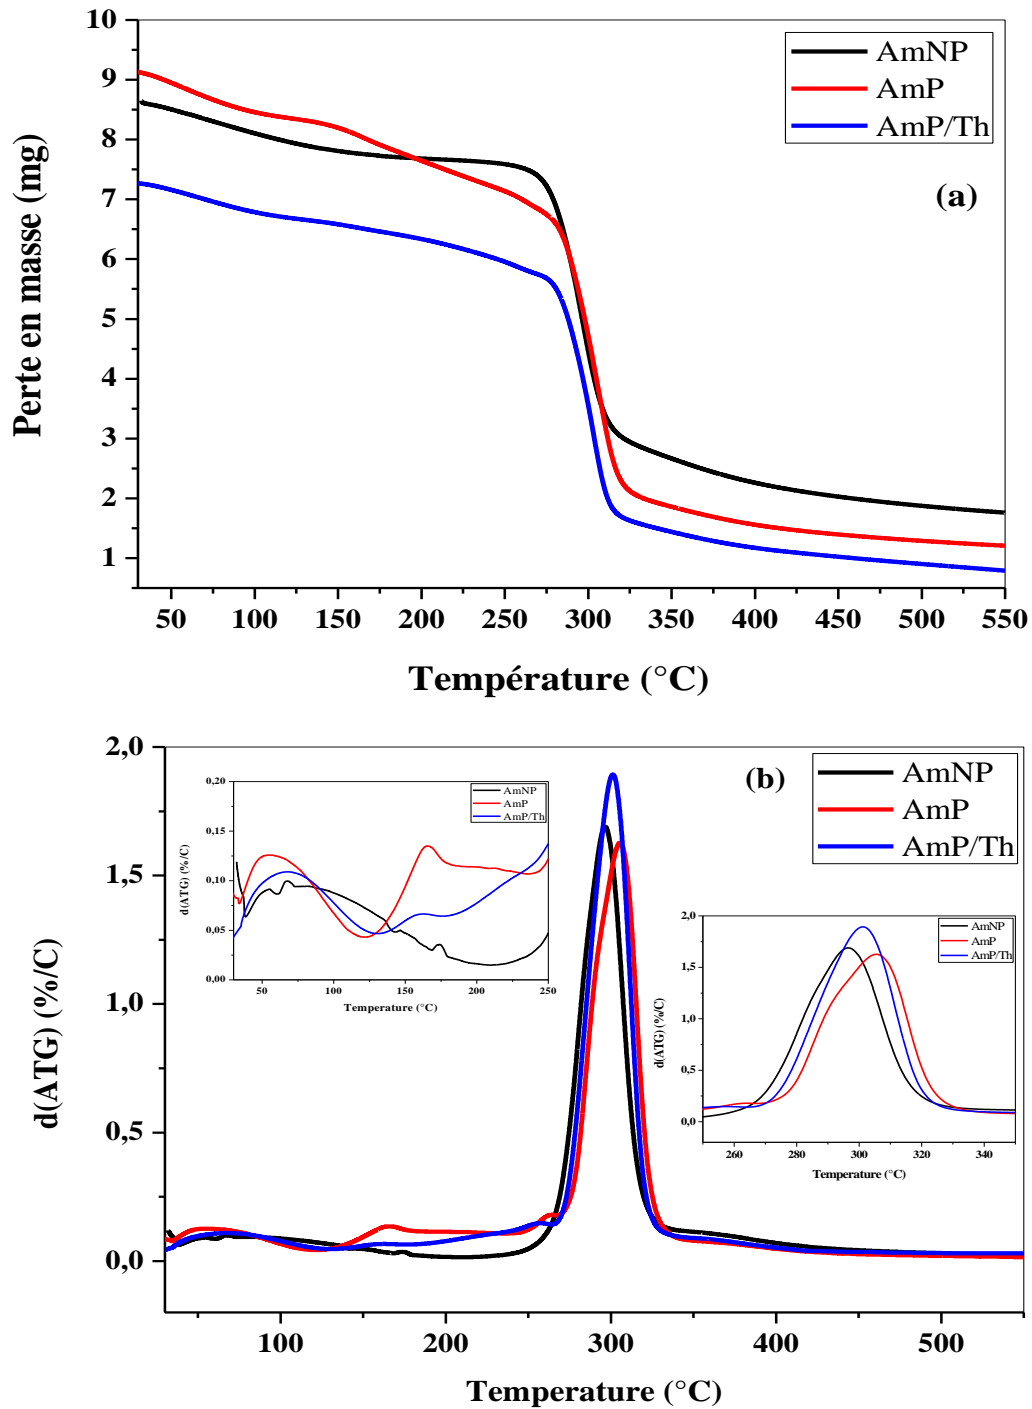 10
9
8
7
6
5
4
3
2
1
Perte en masse (mg)
AmNP
AmP
AmP/Th
(a)
50 100 150 200 250 300 350 400 450 500 550
Température (°C)
2,0
1,5
1,0
0,5
0,0
d(ATG) (%/C)
AmNP
AmP
AmP/Th
(b)
0,20
0,15
0,10
0,05
0,00
d(ATG) (%/C)
AmNP
AmP
AmP/Th
50 100 150 200 250
Temperature (°C)
2,0
1,5
1,0
0,5
0,0
d(ATG) (%/C)
AmNP
AmP
AmP/Th
260 280 300 320 340
Temperature (°C)
100 200 300 400 500
Temperature (°C)